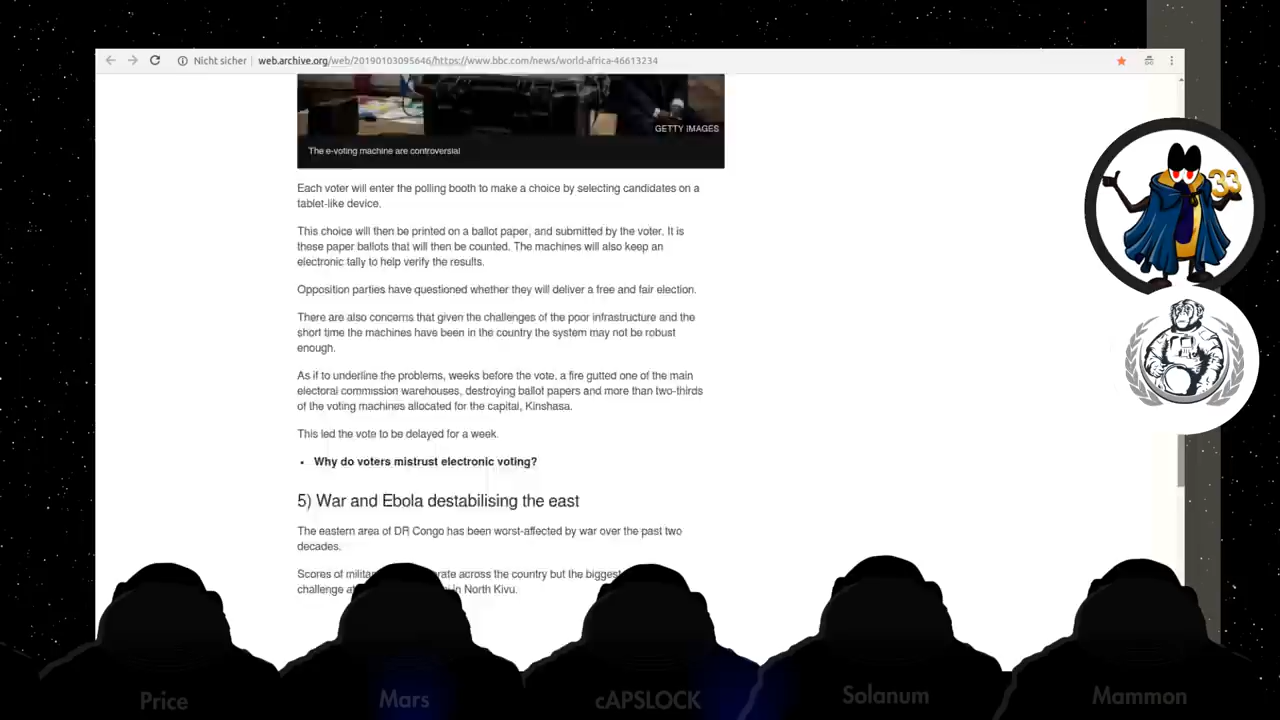 Nicht sicher web.archive.org/web/20190103095646/https://www.bbc.com/news/world-africa-46613234
GETTY IMAGES
The e-voting machine are controversial
33
Each voter will enter the polling booth to make a choice by selecting candidates on a
tablet-like device.
This choice will then be printed on a ballot paper, and submitted by the voter. It is
these paper ballots that will then be counted. The machines will also keep an
electronic tally to help verify the results.
Opposition parties have questioned whether they will deliver a free and fair election.
There are also concerns that given the challenges of the poor infrastructure and the
short time the machines have been in the country the system may not be robust
enough.
As if to underline the problems, weeks before the vote, a fire gutted one of the main
electoral commission warehouses, destroying ballot papers and more than two-thirds
of the voting machines allocated for the capital, Kinshasa.
This led the vote to be delayed for a week.
• Why do voters mistrust electronic voting?
5) War and Ebola destabilising the east
The eastern area of DR Congo has been worst-affected by war over the past two
decades.
Scores of across the country but the biggest
challenge in North Kivu.
Price
Mars
cAPSLOCK
Solanum
Mammon